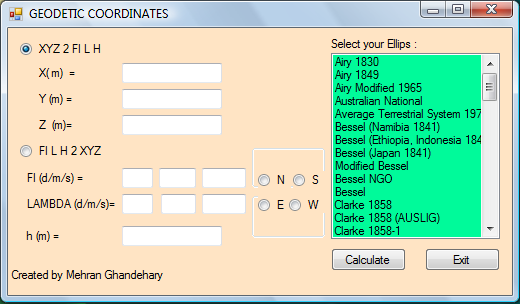 GEODETIC COORDINATES
XYZ 2 FI L H
X( m) =
Y ( m) =
Z (m)=
FI L H 2 XYZ
FI (d/m/s) =
LAMBDA (d/m/s)=
N S
E W
h (m) =
Created by Mehran Ghandehary
Select your Ellips :
Airy 1830
Airy 1849
Airy Modified 1965
Australian National
Average Terrestrial System 197
Bessel (Namibia 1841)
Bessel (Ethiopia, Indonesia 184
Bessel (Japan 1841)
Modified Bessel
Bessel NGO
Bessel
Clarke 1858
Clarke 1858 (AUSLIG)
Clarke 1858-1
Calculate Exit